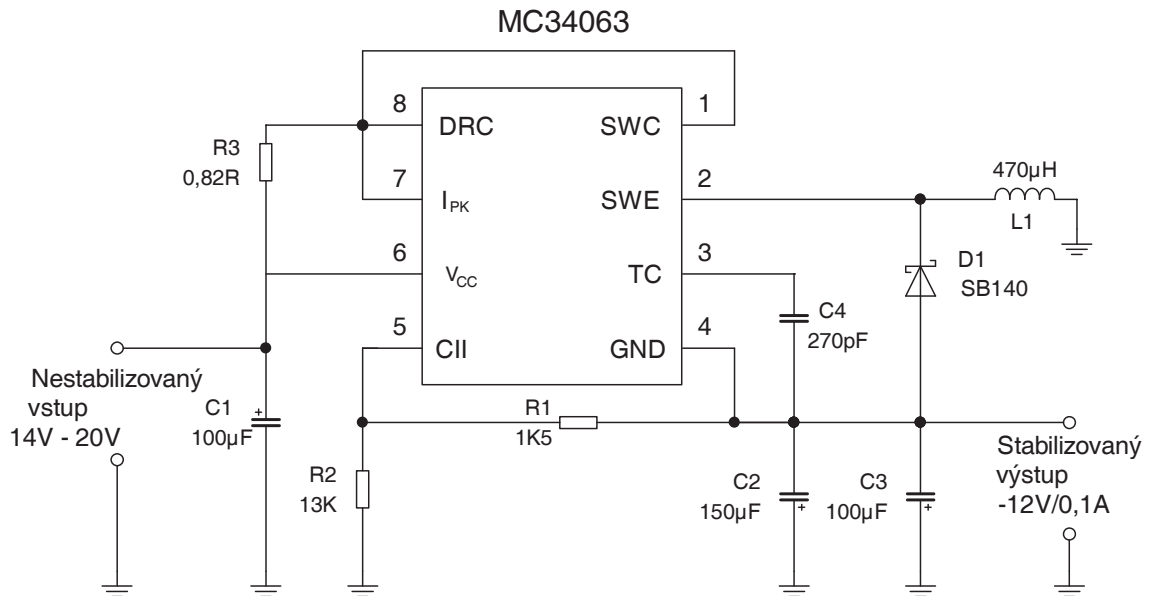 MC34063
8
DRC
SWC
1
R3
0,82R
7
I PK
SWE
2
470µH
L1
6
VCC
TC
3
D1
SB140
C4
270pF
5
CII
GND
4
Nestabilizovaný
vstup
14V - 20V
C1
+
100µF
R1
1K5
R2
13K
C2
150µF
+
C3
100µF
+
Stabilizovaný
výstup
-12V/0,1A